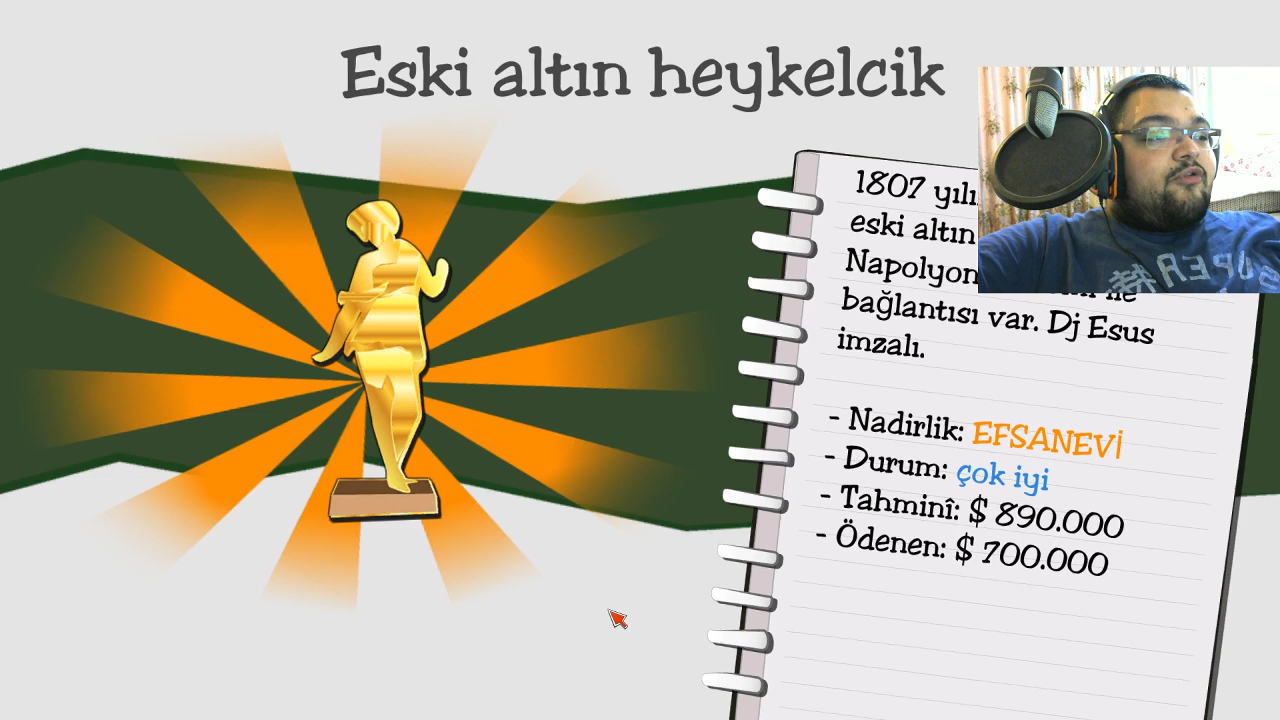 Eski altın heykelcik
1807 yılı
eski altın
Napolyon
bağlantısı var. Dj Esus
imzalı.
- Nadirlik: EFSANEVİ
- Durum: çok iyi
- Tahminî: $ 890.000
- Ödenen: $ 700.000
SUPER